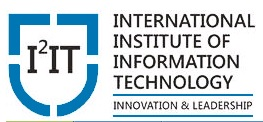 I²IT
INTERNATIONAL
INSTITUTE OF
INFORMATION
TECHNOLOGY
INNOVATION & LEADERSHIP